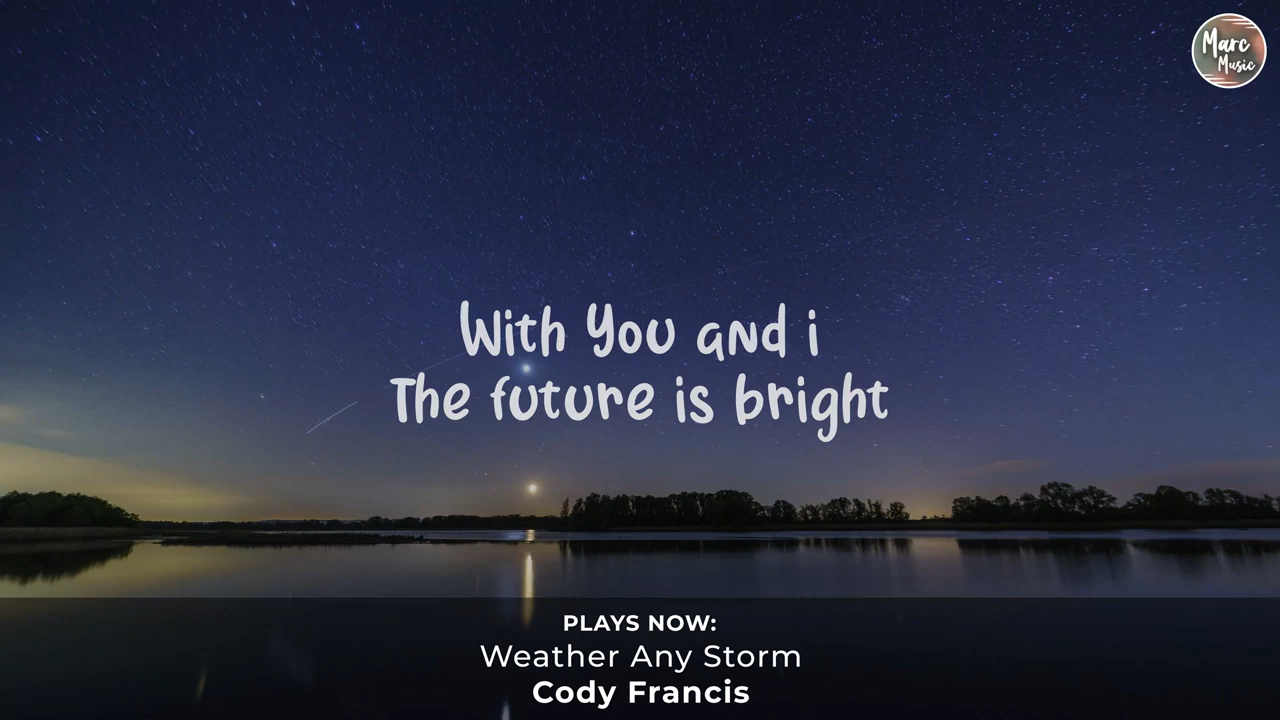 Marc
Music
With You and i
The future is bright
PLAYS NOW:
Weather Any Storm
Cody Francis